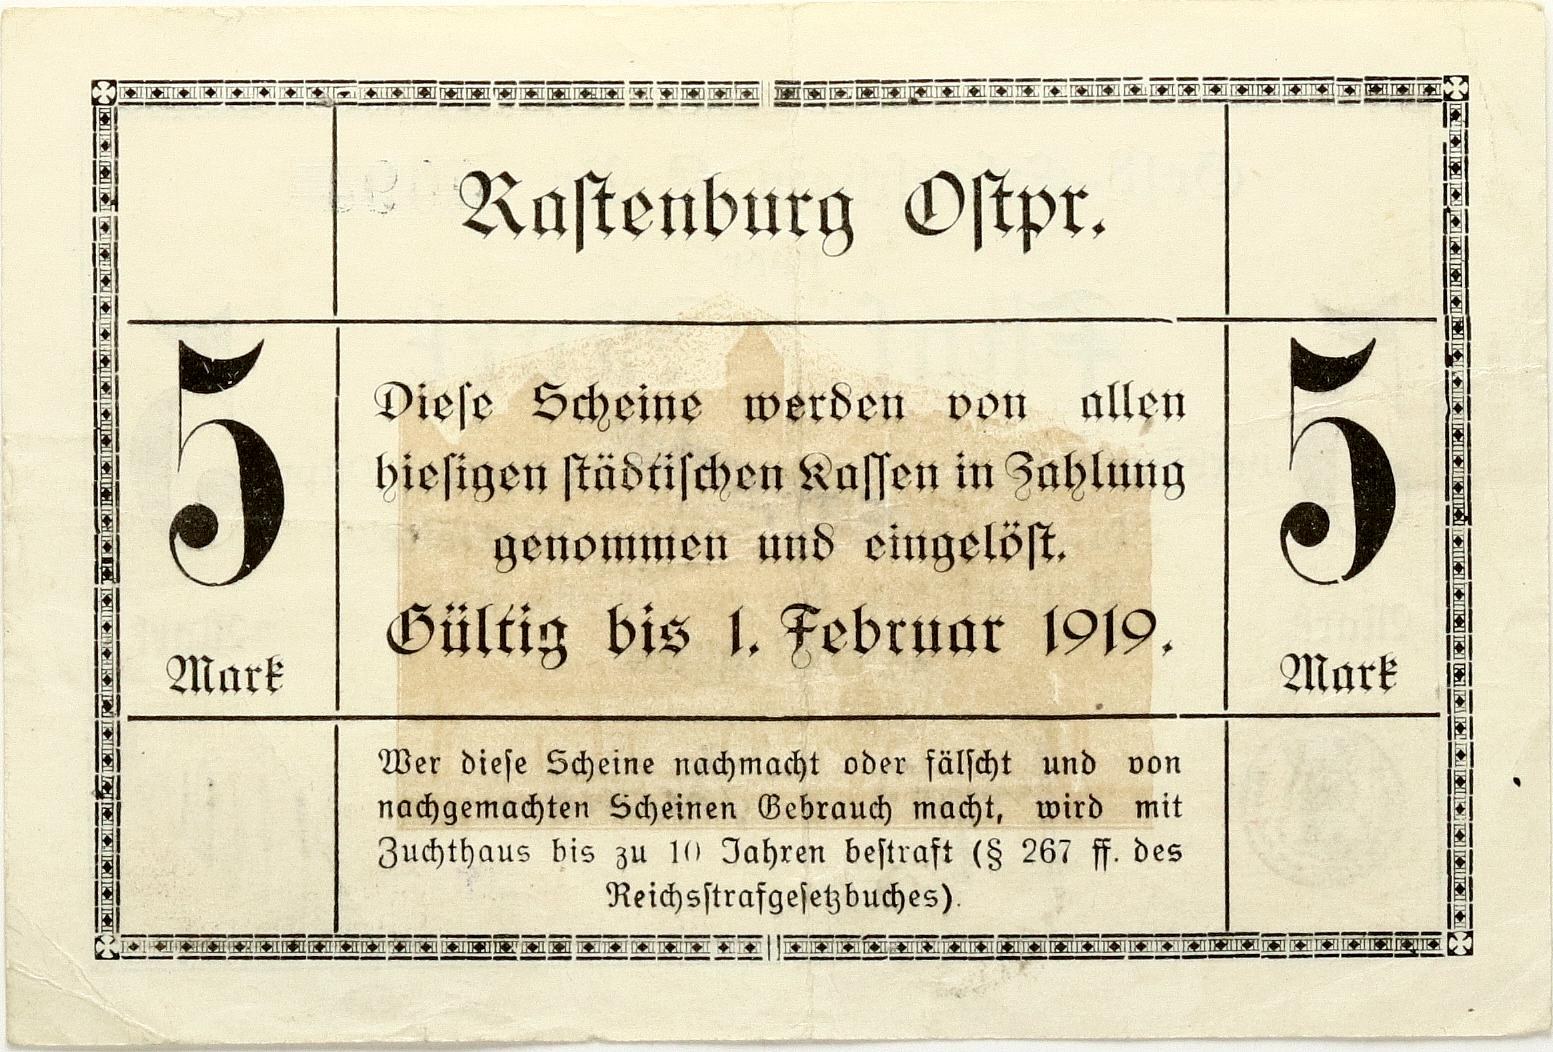 Rastenburg Ostpr.
5
Mark
Diese Scheine werden von allen
hiesigen städtischen Kassen in Zahlung
genommen und eingelöst.
Gültig bis 1. Februar 1919.
5
Mark
Wer diese Scheine nachmacht oder fälscht und von
nachgemachten Scheinen Gebrauch macht, wird mit
Zuchthaus bis zu 10 Jahren bestraft (§ 267 ff. des
Reichsstrafgesetzbuches).